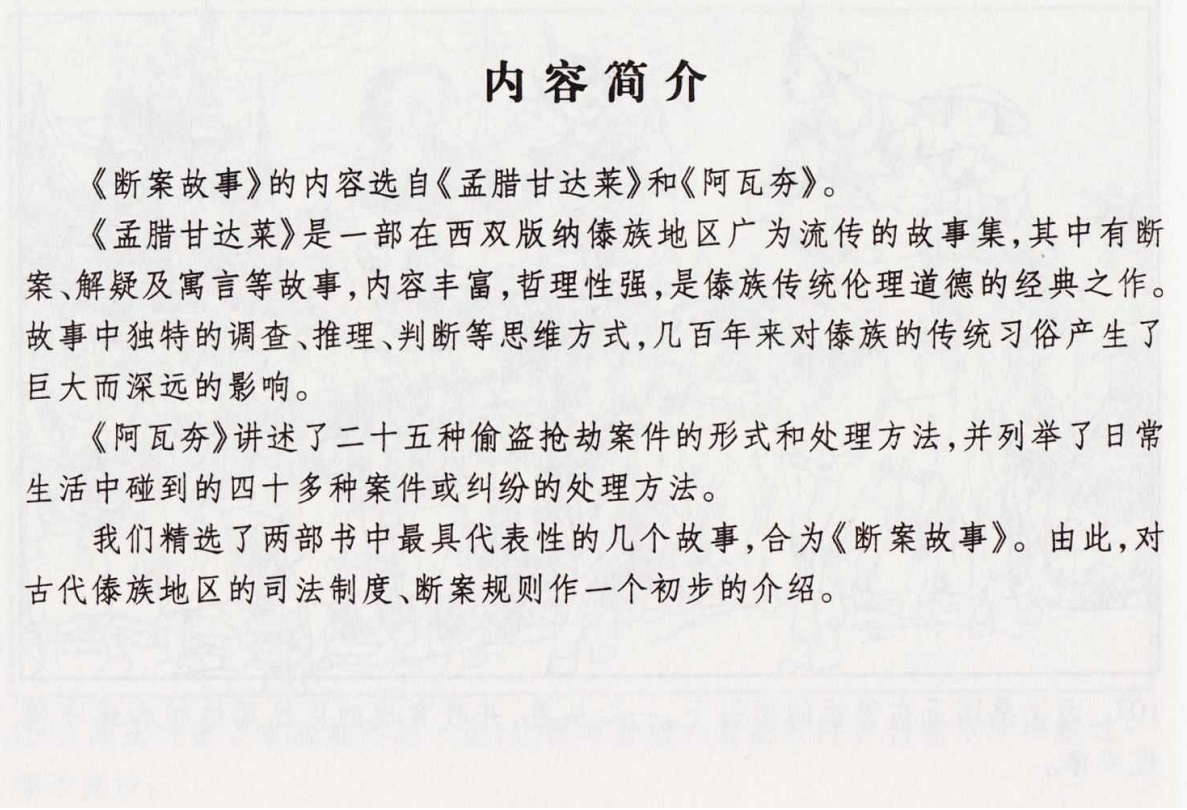 内容简介
《断案故事》的内容选自《孟腊甘达莱》和《阿瓦夯》。
《孟腊甘达莱》是一部在西双版纳傣族地区广为流传的故事集,其中有断
案、解疑及寓言等故事,内容丰富,哲理性强,是傣族传统伦理道德的经典之作。
故事中独特的调查、推理、判断等思维方式,几百年来对傣族的传统习俗产生了
巨大而深远的影响。
《阿瓦夯》讲述了二十五种偷盗抢劫案件的形式和处理方法,并列举了日常
生活中碰到的四十多种案件或纠纷的处理方法。
我们精选了两部书中最具代表性的几个故事,合为《断案故事》。由此,对
古代傣族地区的司法制度、断案规则作一个初步的介绍。